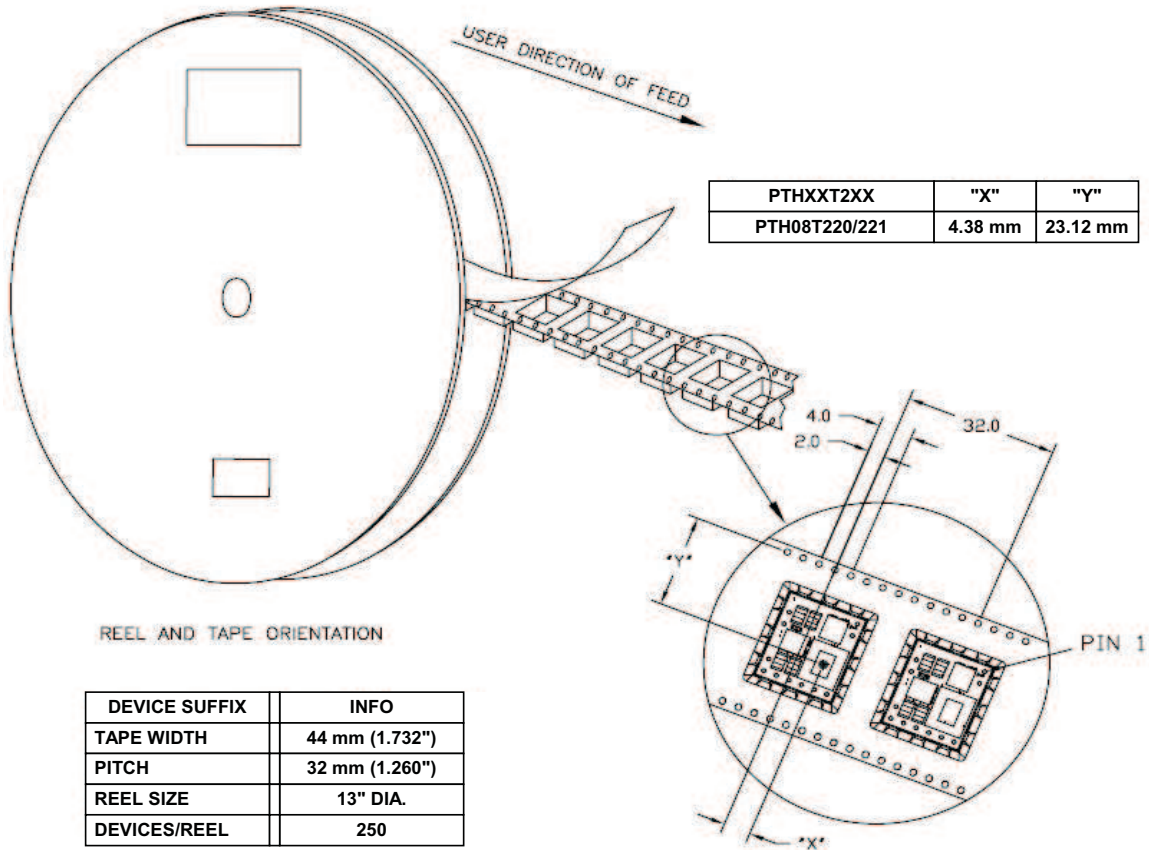 USER DIRECTION OF FEED
PTHXXT2XX "X" "Y"
PTH08T220/221 4.38 mm 23.12 mm
4.0
2.0
32.0
"Y"
PIN 1
"X"
REEL AND TAPE ORIENTATION
DEVICE SUFFIX INFO
TAPE WIDTH 44 mm (1.732")
PITCH 32 mm (1.260")
REEL SIZE 13" DIA.
DEVICES/REEL 250